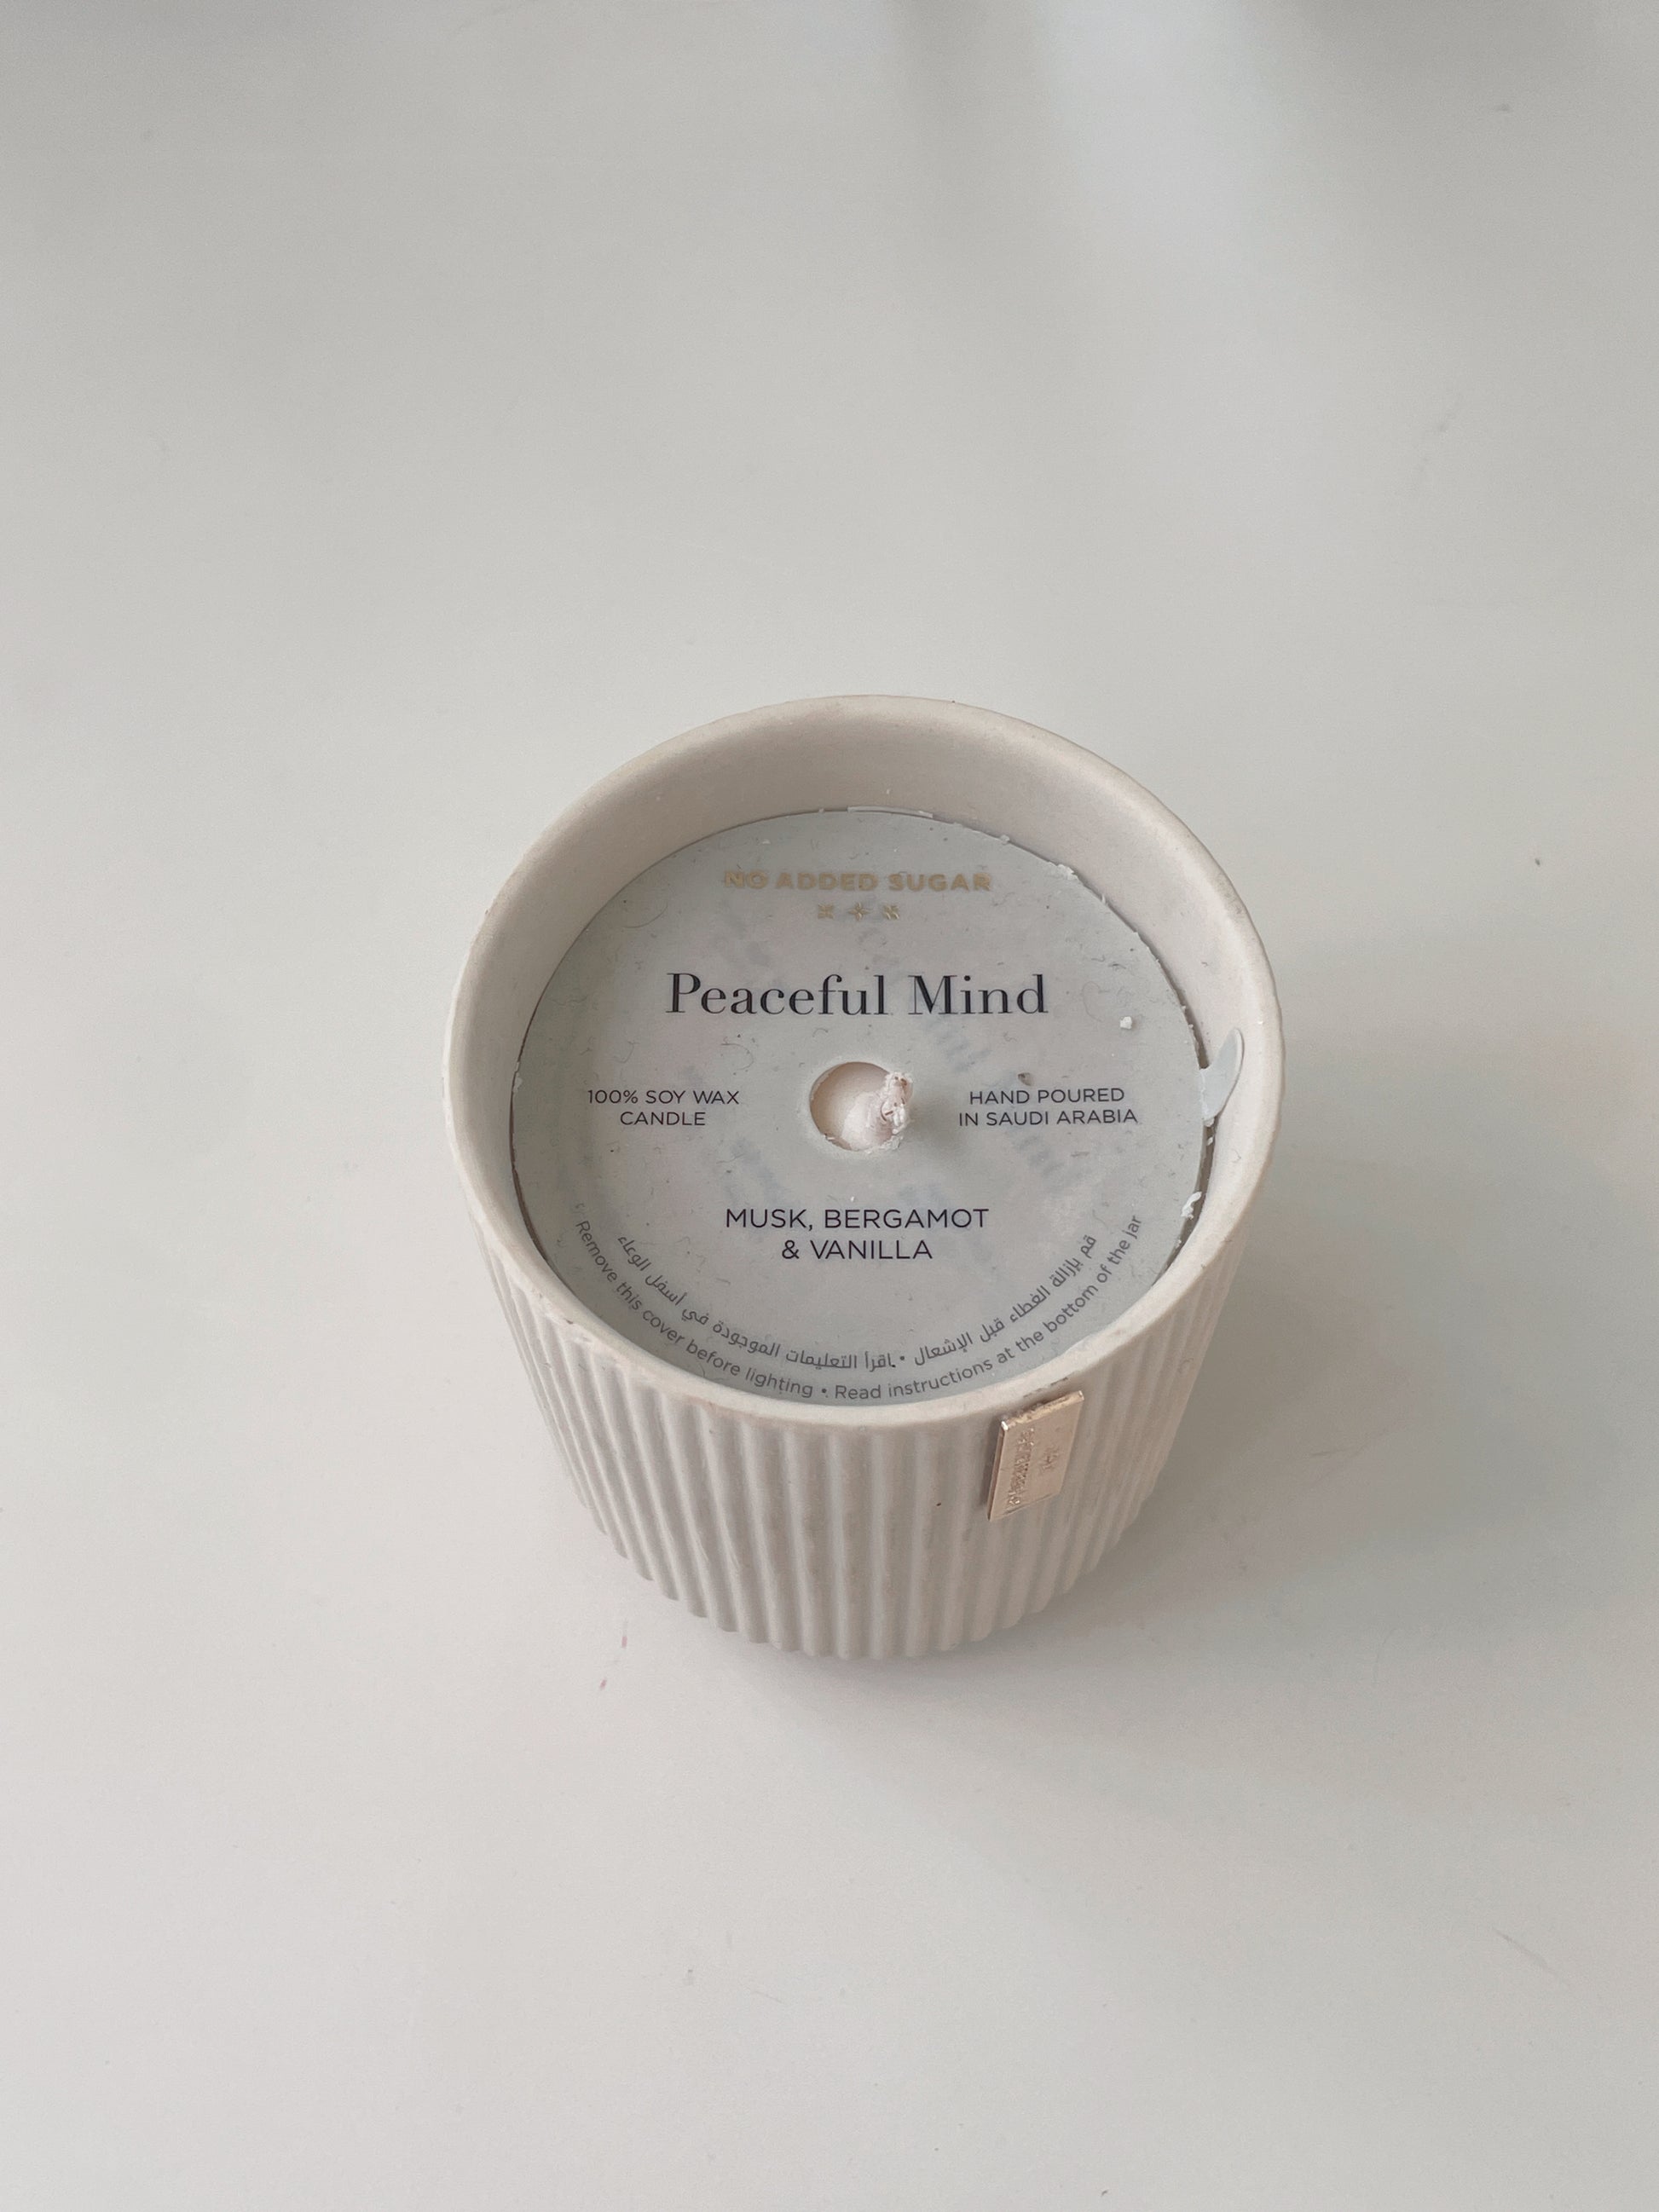 NO ADDED SUGAR
Peaceful Mind
100% SOY WAX
CANDLE
HAND POURED
IN SAUDI ARABIA
MUSK, BERGAMOT
& VANILLA
قم بإزالة الغطاء قبل الإشعال • اقرأ التعليمات الموجودة في أسفل الوعاء
Remove this cover before lighting • Read instructions at the bottom of the jar